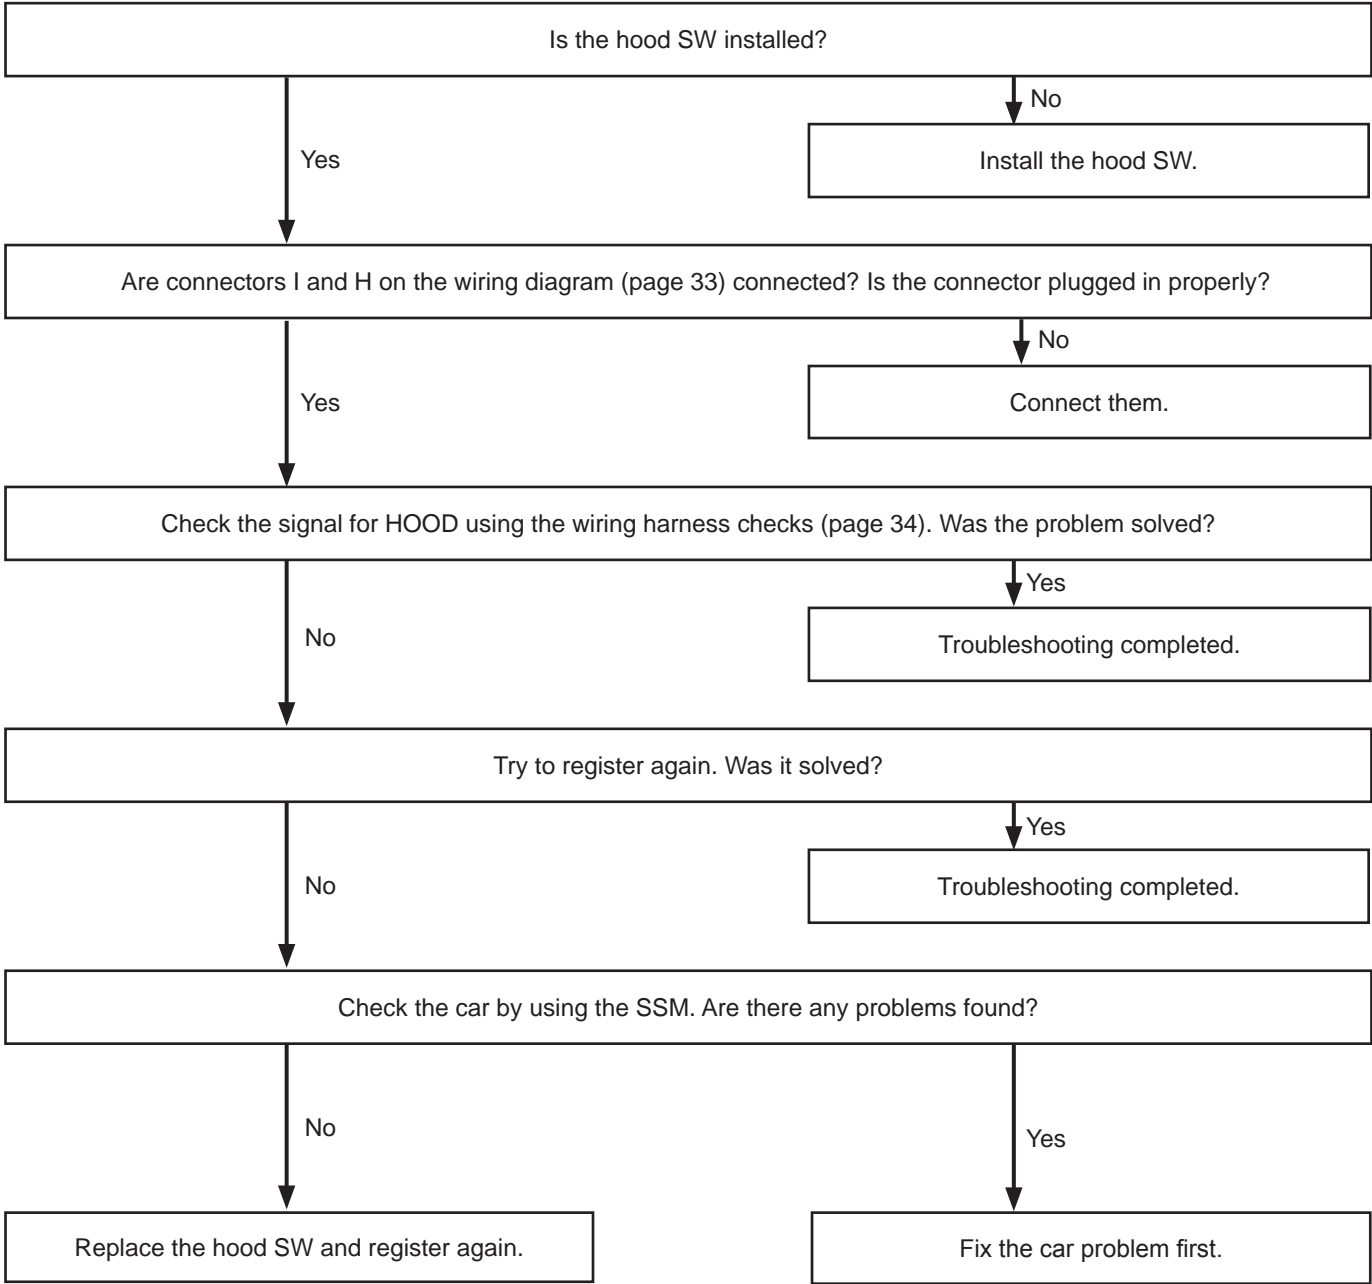 Is the hood SW installed?
No
Install the hood SW.
Yes
Are connectors I and H on the wiring diagram (page 33) connected? Is the connector plugged in properly?
No
Connect them.
Yes
Check the signal for HOOD using the wiring harness checks (page 34). Was the problem solved?
Yes
Troubleshooting completed.
No
Try to register again. Was it solved?
Yes
Troubleshooting completed.
No
Check the car by using the SSM. Are there any problems found?
No
Yes
Replace the hood SW and register again.
Fix the car problem first.